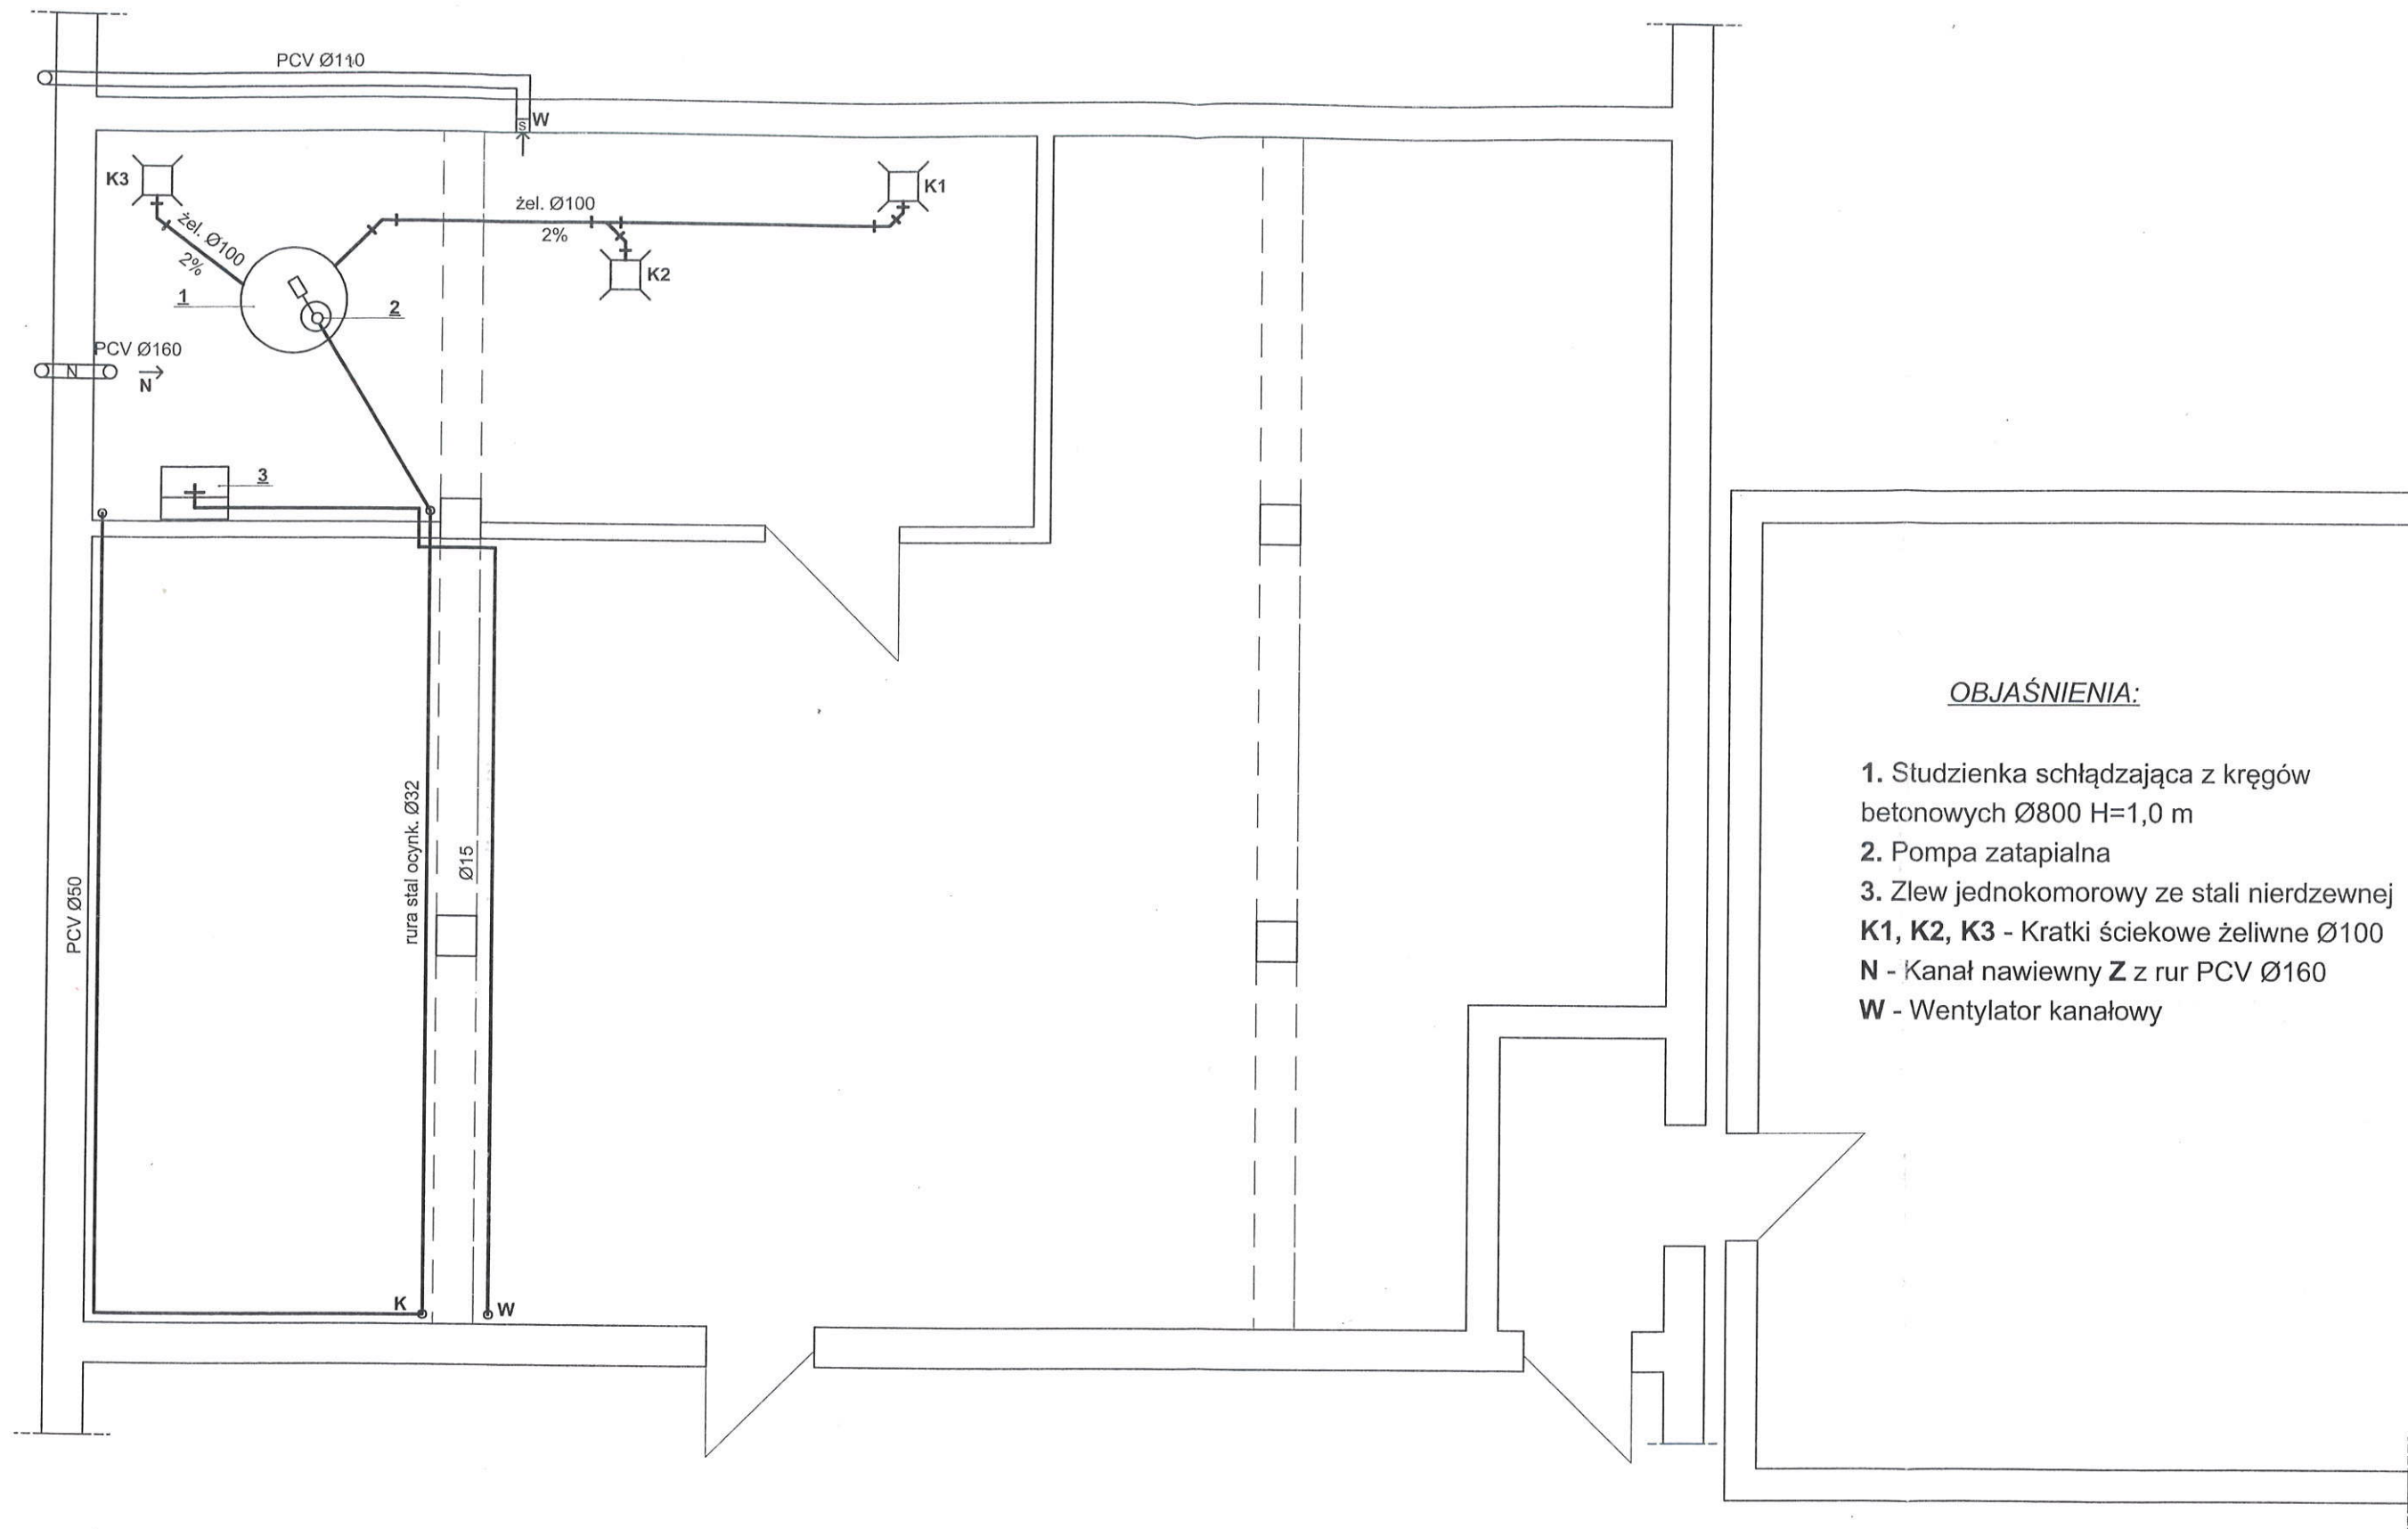 PCV Ø110
W
K3
żel. Ø100
2%
żel. Ø100
2%
K1
K2
1
2
PCV Ø160
N
N
3
S
PCV Ø50
rura stal ocynk. Ø32
Ø15
K
W
OBJAŚNIENIA:
1. Studzienka schłądzająca z kręgów
betonowych Ø800 H=1,0 m
2. Pompa zatapialna
3. Zlew jednokomorowy ze stali nierdzewnej
K1, K2, K3 - Kratki ściekowe żeliwne Ø100
N - Kanał nawiewny Z z rur PCV Ø160
W - Wentylator kanałowy